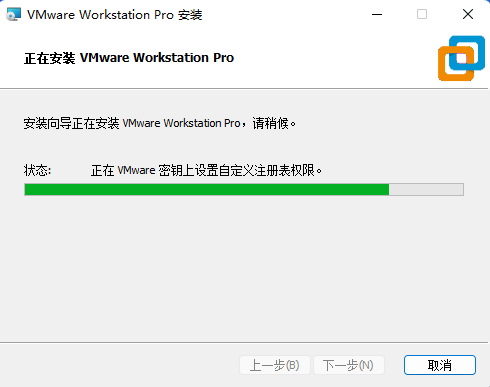 VMware Workstation Pro 安装
正在安装 VMware Workstation Pro
安装向导正在安装 VMware Workstation Pro，请稍候。
状态: 正在 VMware 密钥上设置自定义注册表权限。
上一步(B) 下一步(N) 取消